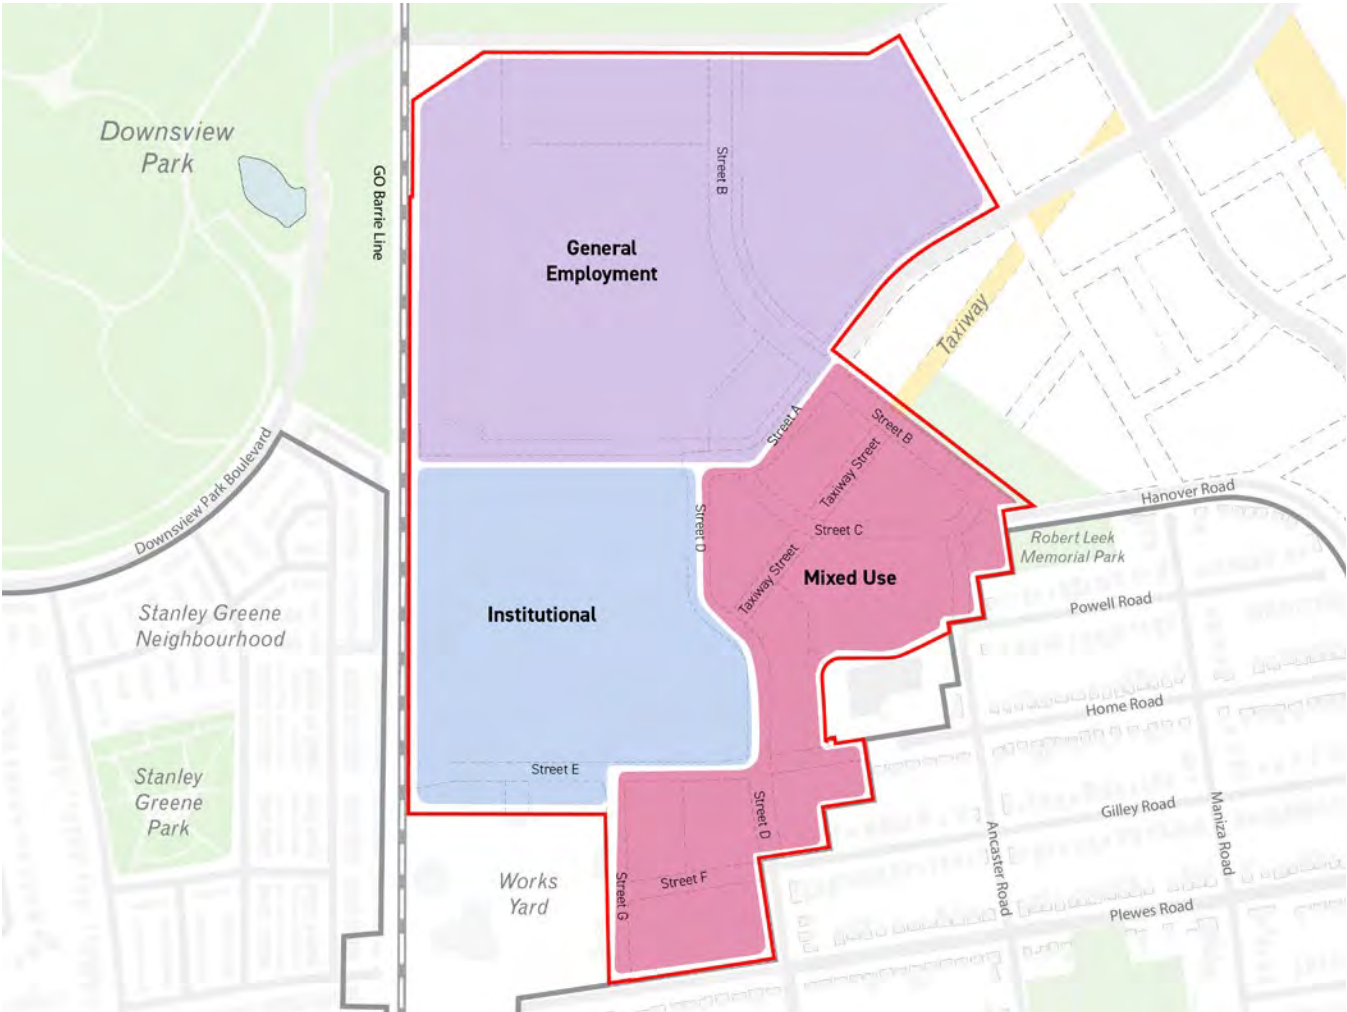 Downsview
Park
GO Barrie Line
Street B
General
Employment
Taxiway
Street A
Street B
Taxiway Street
Downsview Park Boulevard
Hanover Road
Street D
Street C
Robert Leek
Memorial Park
Taxiway Street
Mixed Use
Powell Road
Stanley Greene
Neighbourhood
Institutional
Home Road
Street E
Stanley
Greene
Park
Street D
Gilley Road
Maniza Road
Ancaster Road
Works
Yard
Street G
Street F
Plewes Road